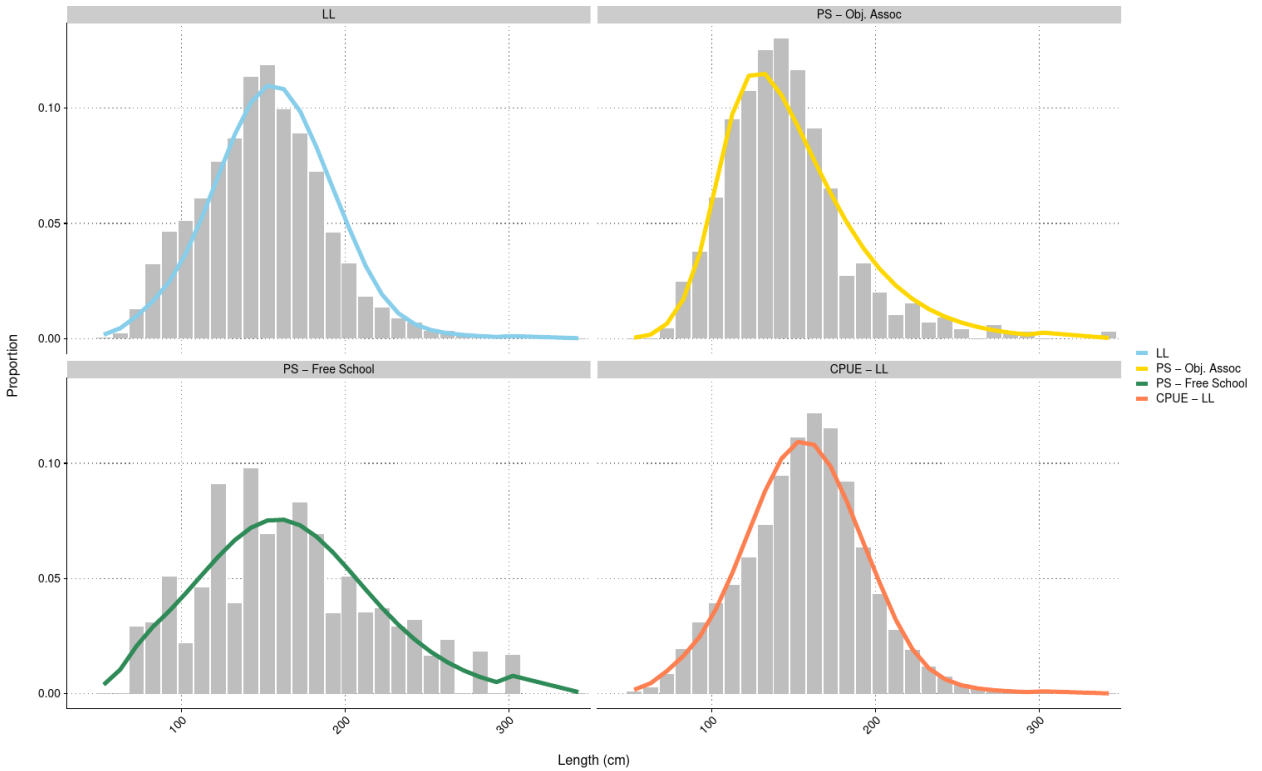 LL
PS – Obj. Assoc
0.10
0.05
0.00
PS – Free School
CPUE – LL
0.10
0.05
0.00
100
200
300
100
200
300
Length (cm)
Proportion
LL
PS – Obj. Assoc
PS – Free School
CPUE – LL